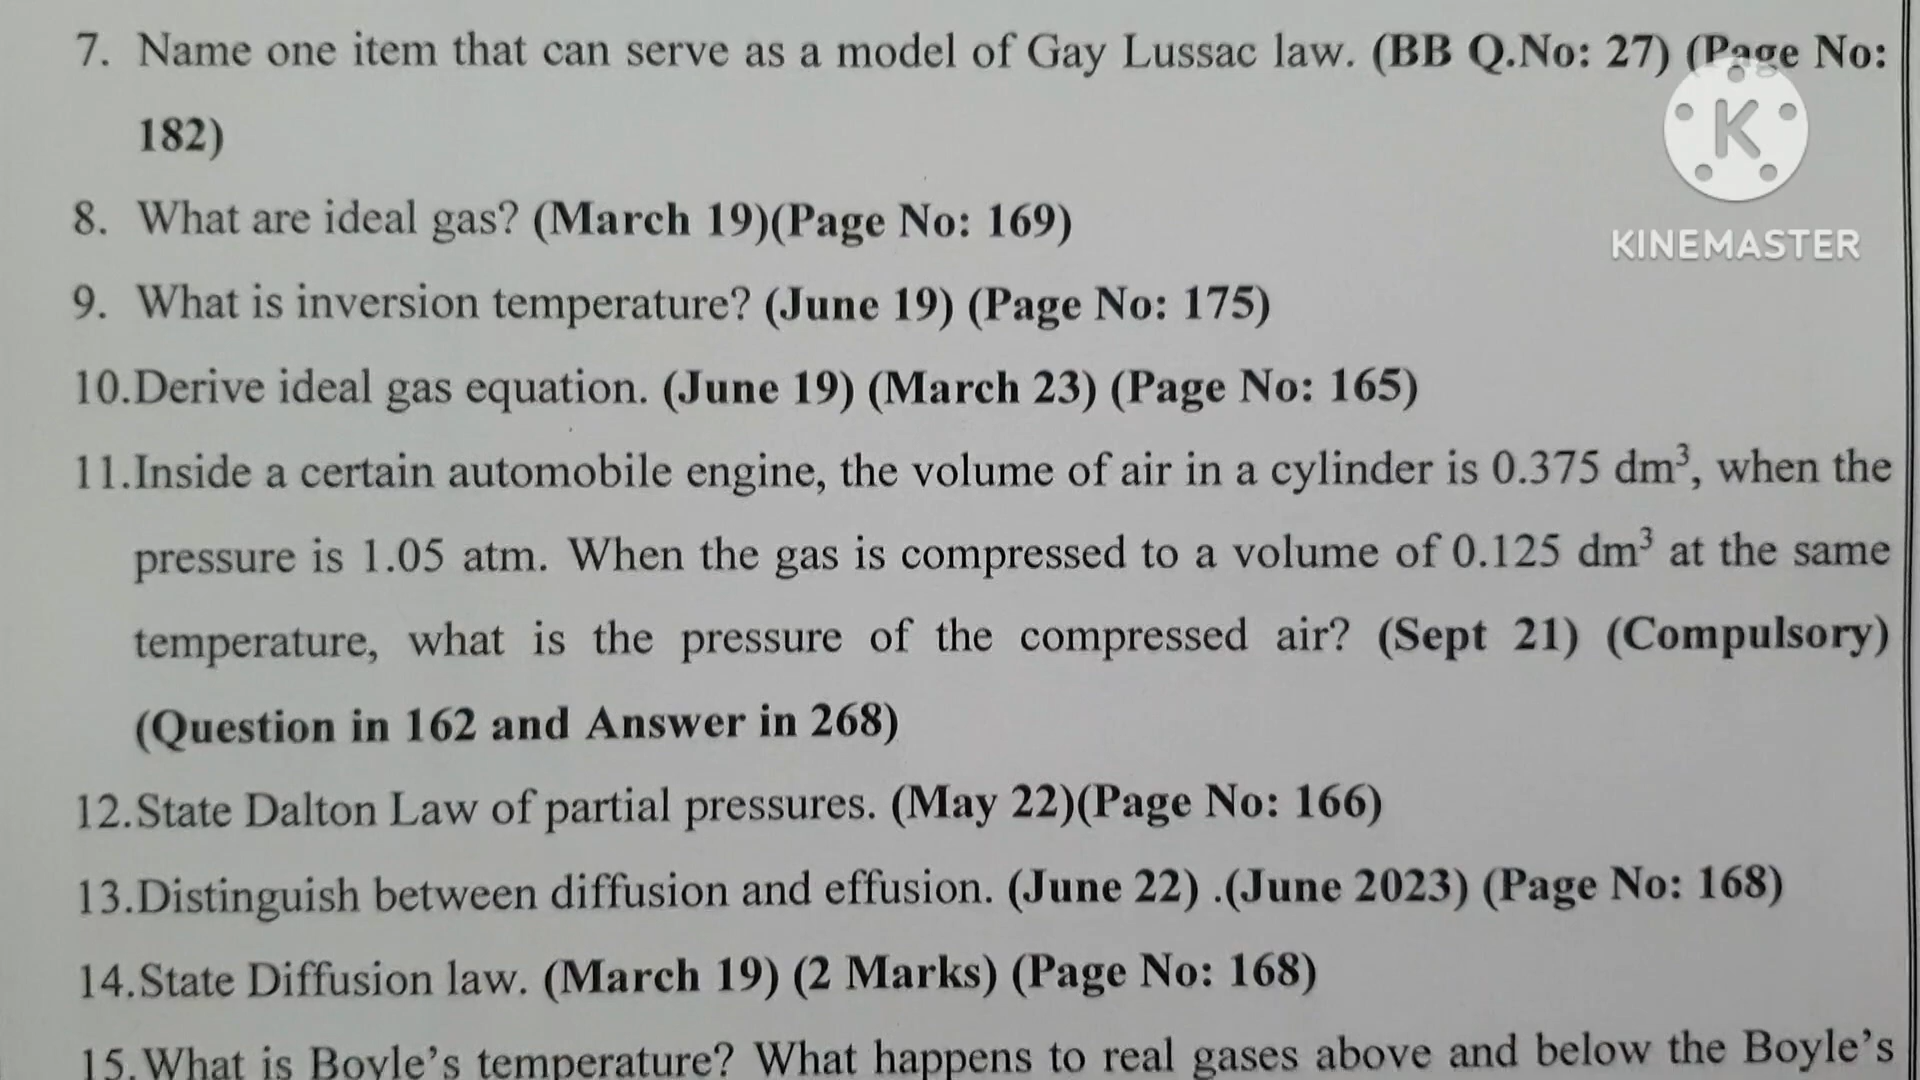 7. Name one item that can serve as a model of Gay Lussac law. (BB Q.No: 27) (Page No:
182)
K
KINEMASTER
8. What are ideal gas? (March 19)(Page No: 169)
9. What is inversion temperature? (June 19) (Page No: 175)
10.Derive ideal gas equation. (June 19) (March 23) (Page No: 165)
11.Inside a certain automobile engine, the volume of air in a cylinder is 0.375 dm³, when the
pressure is 1.05 atm. When the gas is compressed to a volume of 0.125 dm³ at the same
temperature, what is the pressure of the compressed air? (Sept 21) (Compulsory)
(Question in 162 and Answer in 268)
12.State Dalton Law of partial pressures. (May 22)(Page No: 166)
13.Distinguish between diffusion and effusion. (June 22) .(June 2023) (Page No: 168)
14.State Diffusion law. (March 19) (2 Marks) (Page No: 168)
15.What is Boyle's temperature? What happens to real gases above and below the Boyle's